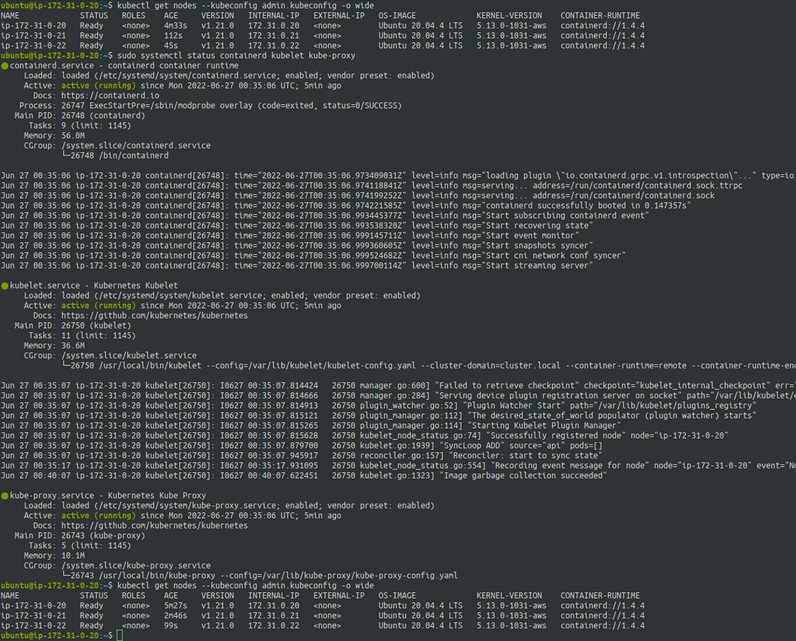 ubuntu@ip-172-31-0-20:~$ kubectl get nodes --kubeconfig admin.kubeconfig -o wide
NAME STATUS ROLES AGE VERSION INTERNAL-IP EXTERNAL-IP OS-IMAGE KERNEL-VERSION CONTAINER-RUNTIME
ip-172-31-0-20 Ready <none> 4m33s v1.21.0 172.31.0.20 <none> Ubuntu 20.04.4 LTS 5.13.0-1031-aws containerd://1.4.4
ip-172-31-0-21 Ready <none> 112s v1.21.0 172.31.0.21 <none> Ubuntu 20.04.4 LTS 5.13.0-1031-aws containerd://1.4.4
ip-172-31-0-22 Ready <none> 45s v1.21.0 172.31.0.22 <none> Ubuntu 20.04.4 LTS 5.13.0-1031-aws containerd://1.4.4
ubuntu@ip-172-31-0-20:~$ sudo systemctl status containerd kubelet kube-proxy
● containerd.service - containerd container runtime
Loaded: loaded (/etc/systemd/system/containerd.service; enabled; vendor preset: enabled)
Active: active (running) since Mon 2022-06-27 00:35:06 UTC; 5min ago
Docs: https://containerd.io
Process: 26747 ExecStartPre=/sbin/modprobe overlay (code=exited, status=0/SUCCESS)
Main PID: 26748 (containerd)
Tasks: 9 (limit: 1145)
Memory: 56.0M
CGroup: /system.slice/containerd.service
└─26748 /bin/containerd
Jun 27 00:35:06 ip-172-31-0-20 containerd[26748]: time="2022-06-27T00:35:06.973409031Z" level=info msg="loading plugin \"io.containerd.grpc.v1.introspection\"..." type=io.
Jun 27 00:35:06 ip-172-31-0-20 containerd[26748]: time="2022-06-27T00:35:06.974118841Z" level=info msg=serving... address=/run/containerd/containerd.sock.ttrpc
Jun 27 00:35:06 ip-172-31-0-20 containerd[26748]: time="2022-06-27T00:35:06.974199252Z" level=info msg=serving... address=/run/containerd/containerd.sock
Jun 27 00:35:06 ip-172-31-0-20 containerd[26748]: time="2022-06-27T00:35:06.974221585Z" level=info msg="containerd successfully booted in 0.147357s"
Jun 27 00:35:06 ip-172-31-0-20 containerd[26748]: time="2022-06-27T00:35:06.993445377Z" level=info msg="Start subscribing containerd event"
Jun 27 00:35:06 ip-172-31-0-20 containerd[26748]: time="2022-06-27T00:35:06.993538320Z" level=info msg="Start recovering state"
Jun 27 00:35:06 ip-172-31-0-20 containerd[26748]: time="2022-06-27T00:35:06.999145711Z" level=info msg="Start event monitor"
Jun 27 00:35:06 ip-172-31-0-20 containerd[26748]: time="2022-06-27T00:35:06.999360605Z" level=info msg="Start snapshots syncer"
Jun 27 00:35:06 ip-172-31-0-20 containerd[26748]: time="2022-06-27T00:35:06.999524682Z" level=info msg="Start cni network conf syncer"
Jun 27 00:35:06 ip-172-31-0-20 containerd[26748]: time="2022-06-27T00:35:06.999700114Z" level=info msg="Start streaming server"
● kubelet.service - Kubernetes Kubelet
Loaded: loaded (/etc/systemd/system/kubelet.service; enabled; vendor preset: enabled)
Active: active (running) since Mon 2022-06-27 00:35:06 UTC; 5min ago
Docs: https://github.com/kubernetes/kubernetes
Main PID: 26750 (kubelet)
Tasks: 11 (limit: 1145)
Memory: 36.6M
CGroup: /system.slice/kubelet.service
└─26750 /usr/local/bin/kubelet --config=/var/lib/kubelet/kubelet-config.yaml --cluster-domain=cluster.local --container-runtime=remote --container-runtime-en
Jun 27 00:35:07 ip-172-31-0-20 kubelet[26750]: I0627 00:35:07.814424 26750 manager.go:600] "Failed to retrieve checkpoint" checkpoint="kubelet_internal_checkpoint" err="
Jun 27 00:35:07 ip-172-31-0-20 kubelet[26750]: I0627 00:35:07.814666 26750 manager.go:284] "Serving device plugin registration server on socket" path="/var/lib/kubelet/
Jun 27 00:35:07 ip-172-31-0-20 kubelet[26750]: I0627 00:35:07.814913 26750 plugin_watcher.go:52] "Plugin Watcher Start" path="/var/lib/kubelet/plugins_registry"
Jun 27 00:35:07 ip-172-31-0-20 kubelet[26750]: I0627 00:35:07.815121 26750 plugin_manager.go:112] "The desired_state_of_world populator (plugin watcher) starts"
Jun 27 00:35:07 ip-172-31-0-20 kubelet[26750]: I0627 00:35:07.815265 26750 plugin_manager.go:114] "Starting Kubelet Plugin Manager"
Jun 27 00:35:07 ip-172-31-0-20 kubelet[26750]: I0627 00:35:07.815628 26750 kubelet_node_status.go:74] "Successfully registered node" node="ip-172-31-0-20"
Jun 27 00:35:07 ip-172-31-0-20 kubelet[26750]: I0627 00:35:07.879700 26750 kubelet.go:1939] "SyncLoop ADD" source="api" pods=[]
Jun 27 00:35:07 ip-172-31-0-20 kubelet[26750]: I0627 00:35:07.945917 26750 reconciler.go:157] "Reconciler: start to sync state"
Jun 27 00:35:17 ip-172-31-0-20 kubelet[26750]: I0627 00:35:17.931095 26750 kubelet_node_status.go:554] "Recording event message for node" node="ip-172-31-0-20" event="No
Jun 27 00:40:07 ip-172-31-0-20 kubelet[26750]: I0627 00:40:07.622451 26750 kubelet.go:1323] "Image garbage collection succeeded"
● kube-proxy.service - Kubernetes Kube Proxy
Loaded: loaded (/etc/systemd/system/kube-proxy.service; enabled; vendor preset: enabled)
Active: active (running) since Mon 2022-06-27 00:35:06 UTC; 5min ago
Docs: https://github.com/kubernetes/kubernetes
Main PID: 26743 (kube-proxy)
Tasks: 5 (limit: 1145)
Memory: 10.1M
CGroup: /system.slice/kube-proxy.service
└─26743 /usr/local/bin/kube-proxy --config=/var/lib/kube-proxy/kube-proxy-config.yaml
ubuntu@ip-172-31-0-20:~$ kubectl get nodes --kubeconfig admin.kubeconfig -o wide
NAME STATUS ROLES AGE VERSION INTERNAL-IP EXTERNAL-IP OS-IMAGE KERNEL-VERSION CONTAINER-RUNTIME
ip-172-31-0-20 Ready <none> 5m27s v1.21.0 172.31.0.20 <none> Ubuntu 20.04.4 LTS 5.13.0-1031-aws containerd://1.4.4
ip-172-31-0-21 Ready <none> 2m46s v1.21.0 172.31.0.21 <none> Ubuntu 20.04.4 LTS 5.13.0-1031-aws containerd://1.4.4
ip-172-31-0-22 Ready <none> 99s v1.21.0 172.31.0.22 <none> Ubuntu 20.04.4 LTS 5.13.0-1031-aws containerd://1.4.4
ubuntu@ip-172-31-0-20:~$